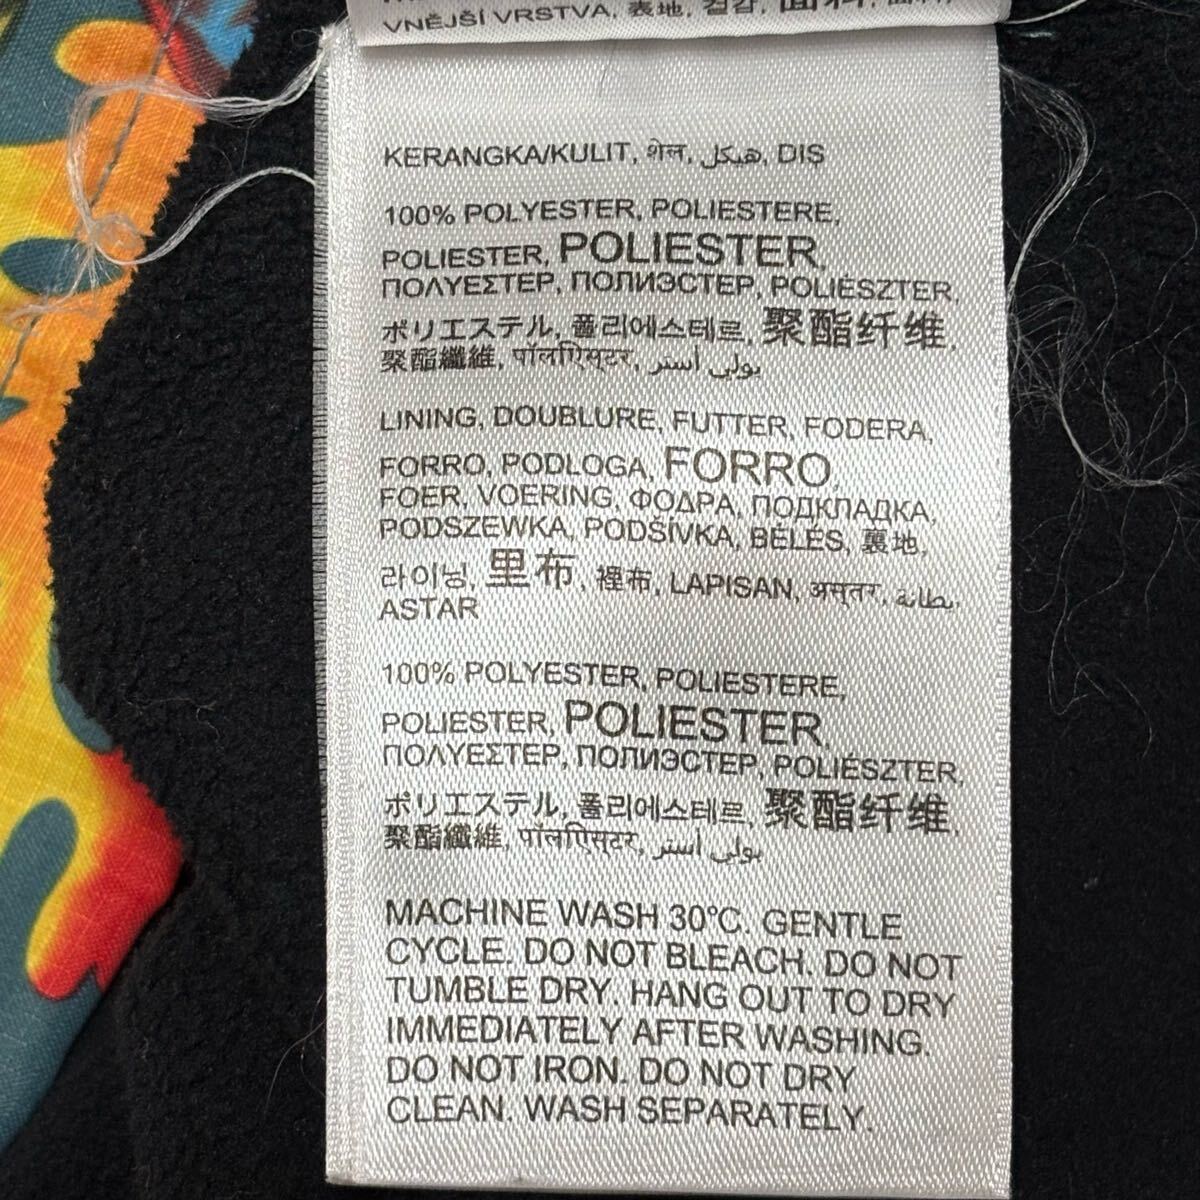 VNĚJŠÍ VRSTVA, 表地, 겉감, 面料,
KERANGKA/KULIT, शेल, هيكل, DIS
100% POLYESTER, POLIESTERE,
POLIESTER, POLIESTER,
ΠΟΛΥΕΣΤΕΡ, ПОЛИЭСТЕР, POLIÉSZTER,
ポリエステル, 폴리에스테르, 聚酯纤维,
聚酯纖維, पॉलिएस्टर, بولي أستر
LINING, DOUBLURE, FUTTER, FODERA,
FORRO, PODLOGA, FORRO
FOER, VOERING, ΦΟΔΡΑ, ПОДКЛАДКА,
PODSZEWKA, PODŠÍVKA, BÉLÉS, 裏地,
라이닝, 里布, 裡布, LAPISAN, अस्तर, بطانة,
ASTAR
100% POLYESTER, POLIESTERE,
POLIESTER, POLIESTER,
ΠΟΛΥΕΣΤΕΡ, ПОЛИЭСТЕР, POLIÉSZTER,
ポリエステル, 폴리에스테르, 聚酯纤维,
聚酯纖維, पॉलिएस्टर, بولي أستر
MACHINE WASH 30°C. GENTLE
CYCLE. DO NOT BLEACH. DO NOT
TUMBLE DRY. HANG OUT TO DRY
IMMEDIATELY AFTER WASHING.
DO NOT IRON. DO NOT DRY
CLEAN. WASH SEPARATELY.